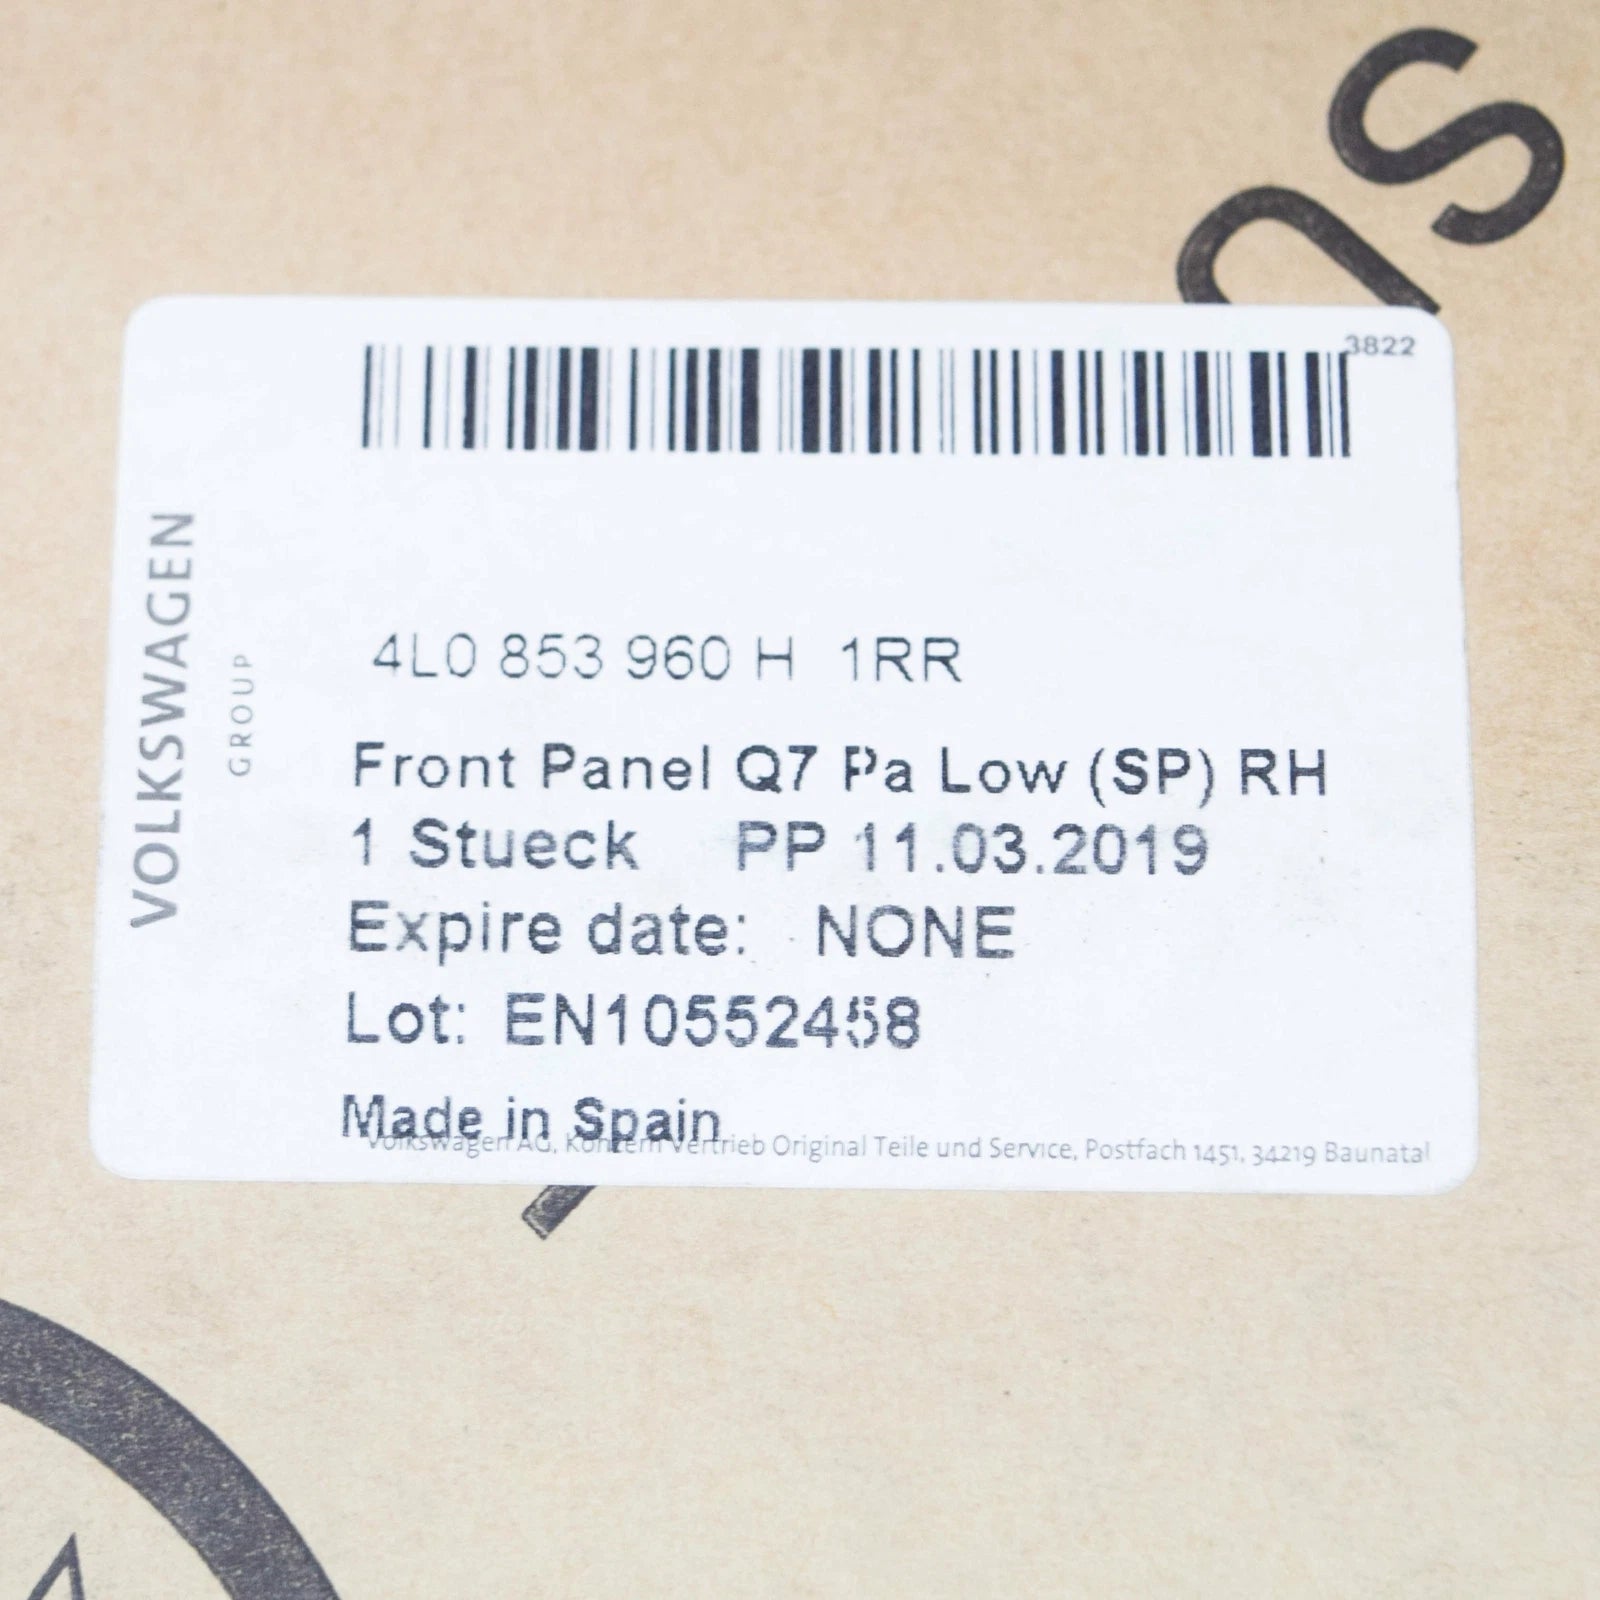 ns
3822
VOLKSWAGEN
GROUP
4L0 853 960 H 1RR
Front Panel Q7 Pa Low (SP) RH
1 Stueck PP 11.03.2019
Expire date: NONE
Lot: EN10552458
Made in Spain
Volkswagen AG, Konzern Vertrieb Original Teile und Service, Postfach 1451, 34219 Baunatal